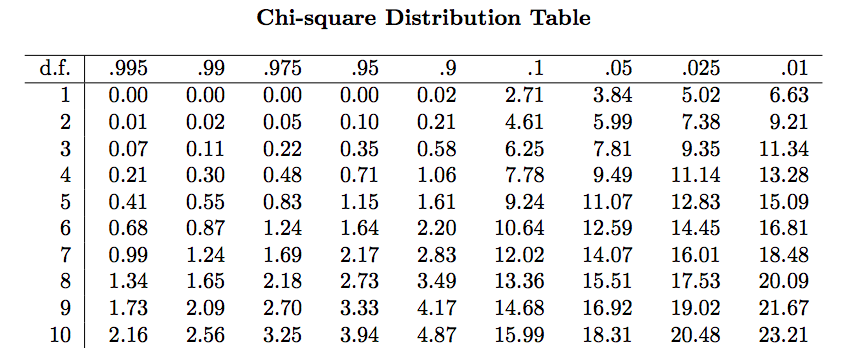 Chi-square Distribution Table
d.f. .995 .99 .975 .95 .9 .1 .05 .025 .01
1 0.00 0.00 0.00 0.00 0.02 2.71 3.84 5.02 6.63
2 0.01 0.02 0.05 0.10 0.21 4.61 5.99 7.38 9.21
3 0.07 0.11 0.22 0.35 0.58 6.25 7.81 9.35 11.34
4 0.21 0.30 0.48 0.71 1.06 7.78 9.49 11.14 13.28
5 0.41 0.55 0.83 1.15 1.61 9.24 11.07 12.83 15.09
6 0.68 0.87 1.24 1.64 2.20 10.64 12.59 14.45 16.81
7 0.99 1.24 1.69 2.17 2.83 12.02 14.07 16.01 18.48
8 1.34 1.65 2.18 2.73 3.49 13.36 15.51 17.53 20.09
9 1.73 2.09 2.70 3.33 4.17 14.68 16.92 19.02 21.67
10 2.16 2.56 3.25 3.94 4.87 15.99 18.31 20.48 23.21